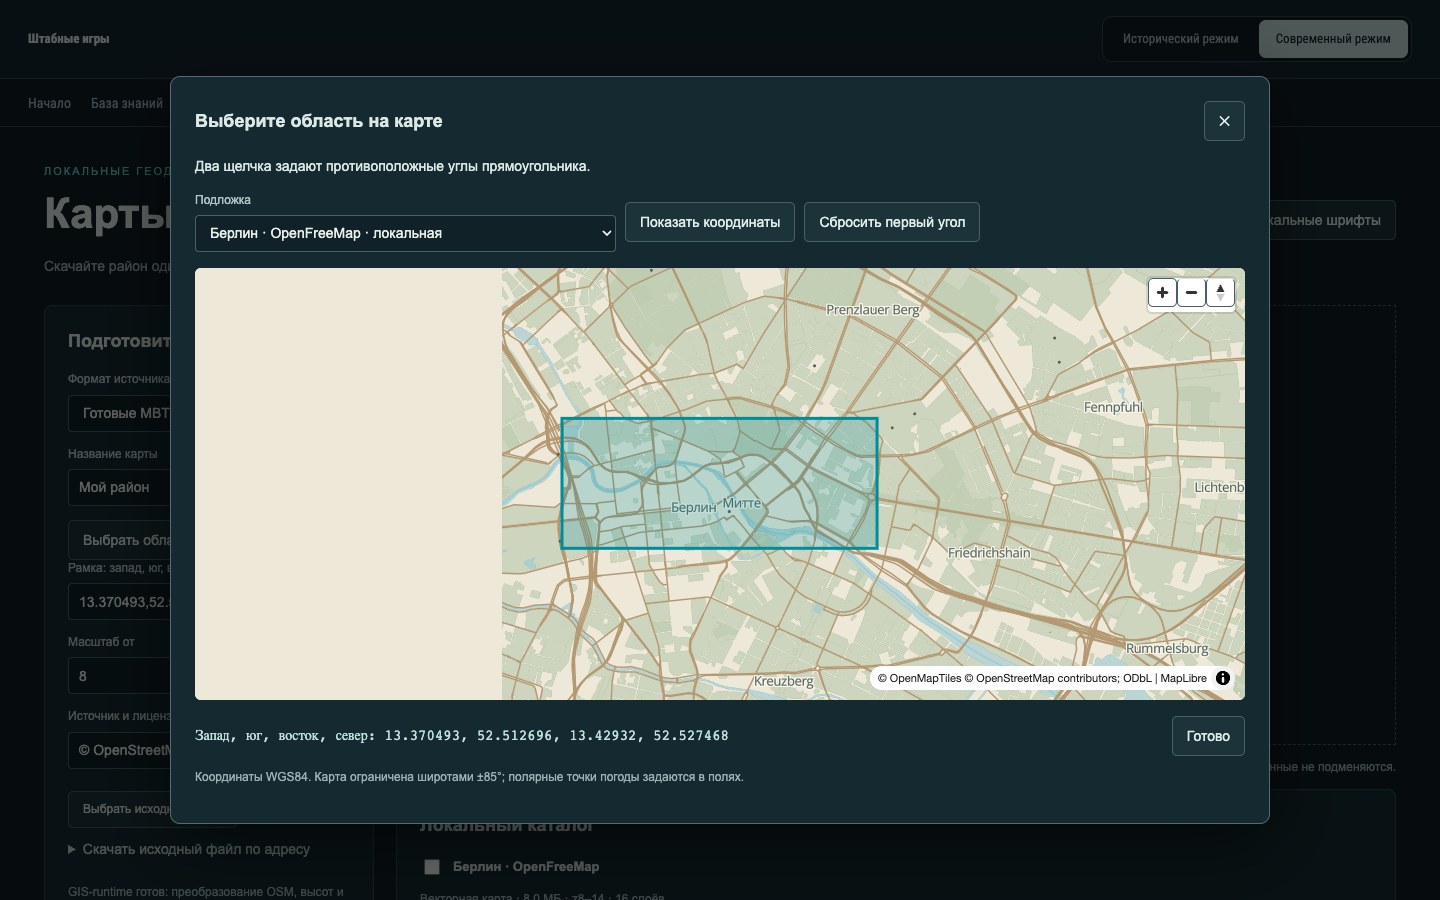 Штабные игры
Исторический режим
Современный режим
Начало
База знаний
Выберите область на карте
Два щелчка задают противоположные углы прямоугольника.
Подложка
Берлин · OpenFreeMap · локальная
Показать координаты
Сбросить первый угол
ЛОКАЛЬНЫЕ
Карты
Скачайте район
кальные шрифты
Подготовит
Формат источника
Готовые
Название карты
Мой район
Выбрать
Рамка: запад, юг,
13.370493,52.
Масштаб от
8
Источник и
© OpenStreetM
Выбрать
Скачать исходный файл по адресу
GIS-runtime готов: преобразование OSM, высот и
Prenzlauer Berg
Fennpfuhl
Lichtenb
Берлин
Митте
Friedrichshain
Rummelsburg
Kreuzberg
© OpenMapTiles © OpenStreetMap contributors; ODbL | MapLibre
Запад, юг, восток, север: 13.370493, 52.512696, 13.42932, 52.527468
Готово
Координаты WGS84. Карта ограничена широтами ±85°; полярные точки погоды задаются в полях.
нные не подменяются.
Локальный каталог
Берлин · OpenFreeMap
Векторная карта · 8.0 МБ · z8–14 · 16 слоёв